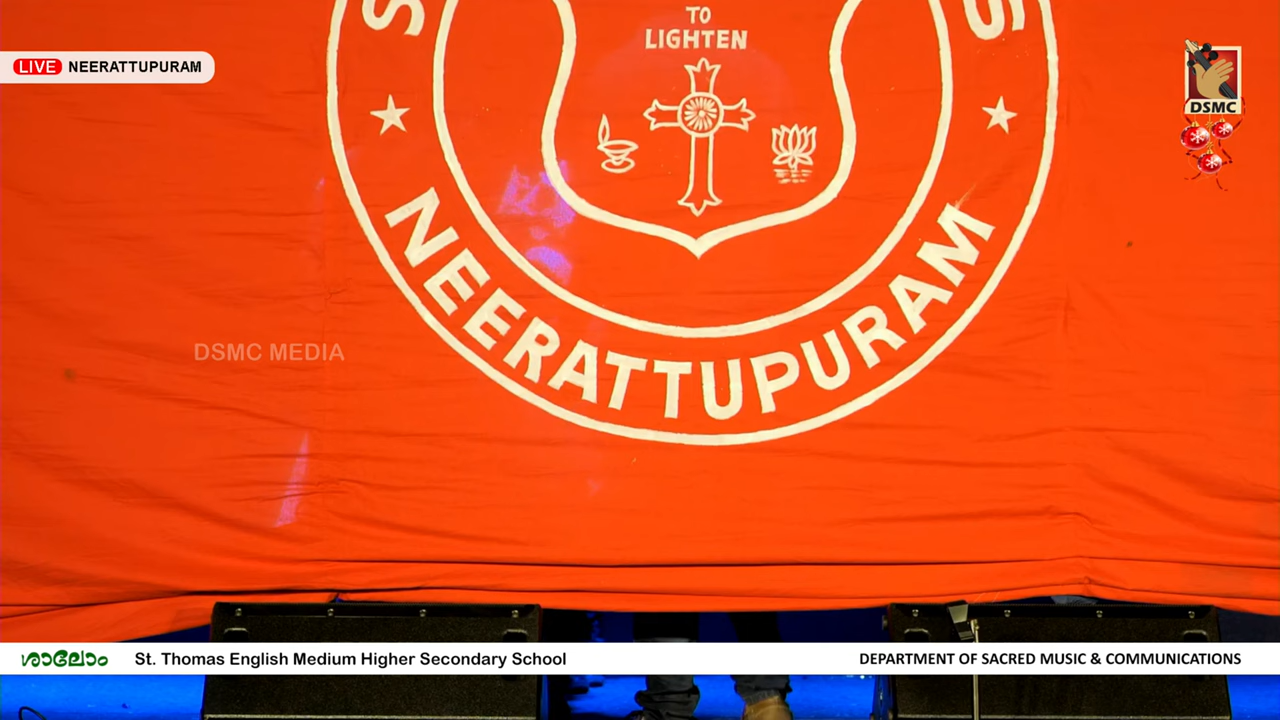 TO
LIGHTEN
LIVE NEERATTUPURAM
DSMC
S S
NEERATTUPURAM
DSMC MEDIA
ശാലോം St. Thomas English Medium Higher Secondary School
DEPARTMENT OF SACRED MUSIC & COMMUNICATIONS